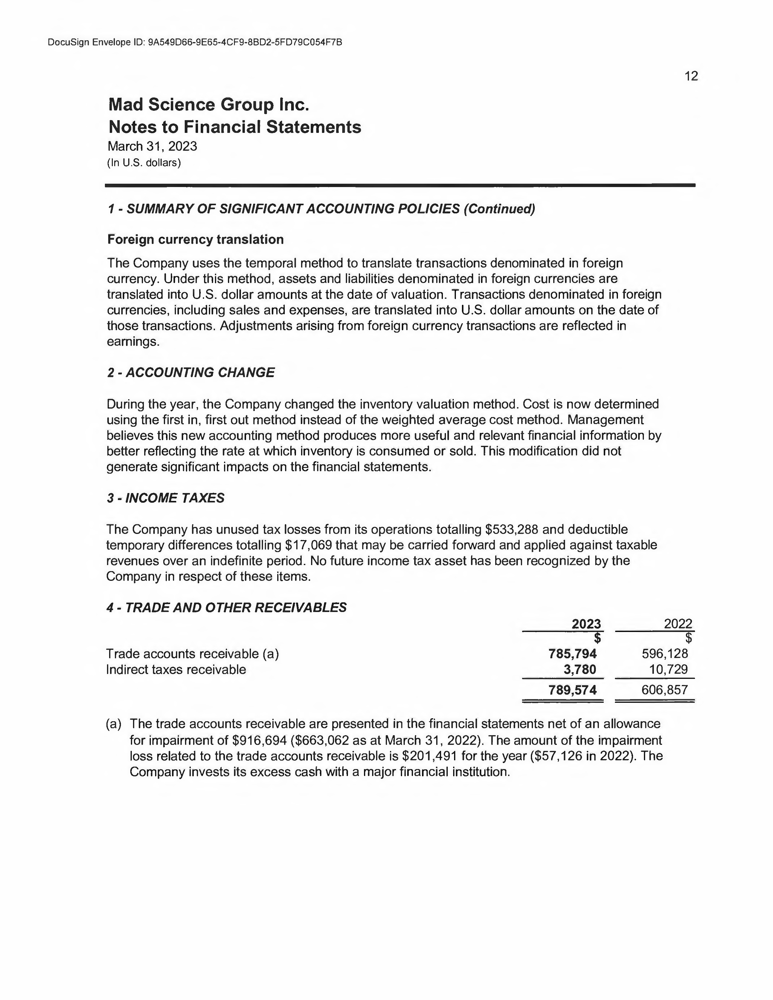 DocuSign Envelope ID: 9A549D66-9E65-4CF9-8BD2-5FD79C054F7B
12
Mad Science Group Inc.
Notes to Financial Statements
March 31, 2023
(In U.S. dollars)
1 - SUMMARY OF SIGNIFICANT ACCOUNTING POLICIES (Continued)
Foreign currency translation
The Company uses the temporal method to translate transactions denominated in foreign
currency. Under this method, assets and liabilities denominated in foreign currencies are
translated into U.S. dollar amounts at the date of valuation. Transactions denominated in foreign
currencies, including sales and expenses, are translated into U.S. dollar amounts on the date of
those transactions. Adjustments arising from foreign currency transactions are reflected in
earnings.
2 - ACCOUNTING CHANGE
During the year, the Company changed the inventory valuation method. Cost is now determined
using the first in, first out method instead of the weighted average cost method. Management
believes this new accounting method produces more useful and relevant financial information by
better reflecting the rate at which inventory is consumed or sold. This modification did not
generate significant impacts on the financial statements.
3 - INCOME TAXES
The Company has unused tax losses from its operations totalling $533,288 and deductible
temporary differences totalling $17,069 that may be carried forward and applied against taxable
revenues over an indefinite period. No future income tax asset has been recognized by the
Company in respect of these items.
4 - TRADE AND OTHER RECEIVABLES
2023 2022
$ $
Trade accounts receivable (a) 785,794 596,128
Indirect taxes receivable 3,780 10,729
789,574 606,857
(a) The trade accounts receivable are presented in the financial statements net of an allowance
for impairment of $916,694 ($663,062 as at March 31, 2022). The amount of the impairment
loss related to the trade accounts receivable is $201,491 for the year ($57,126 in 2022). The
Company invests its excess cash with a major financial institution.